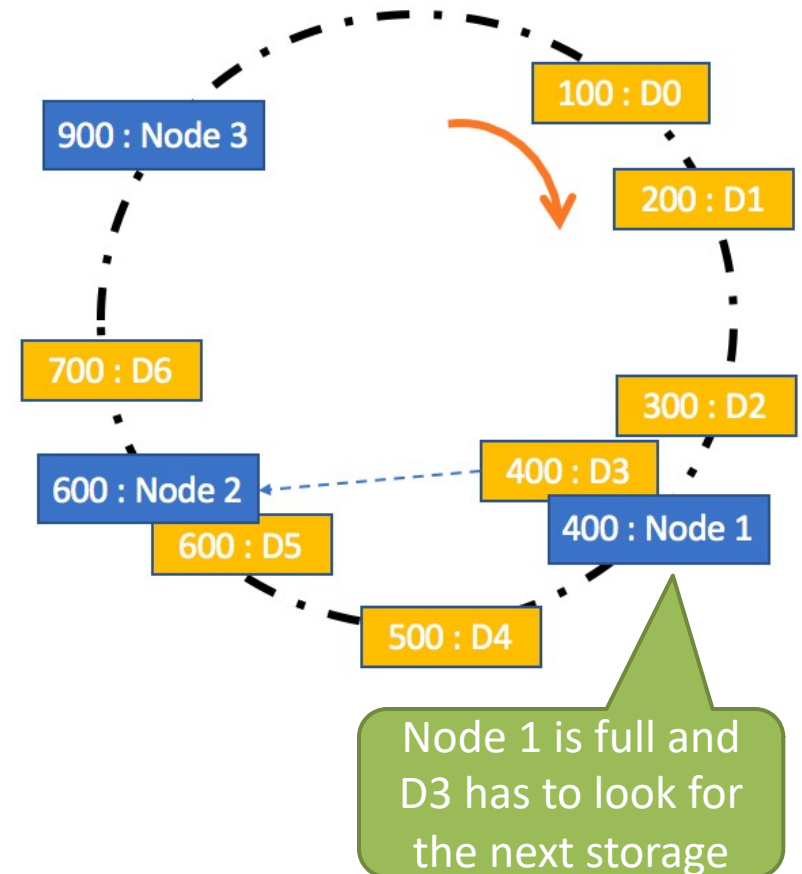 100 : D0
900 : Node 3
200 : D1
700 : D6
300 : D2
400 : D3
600 : Node 2
400 : Node 1
600 : D5
500 : D4
Node 1 is full and
D3 has to look for
the next storage